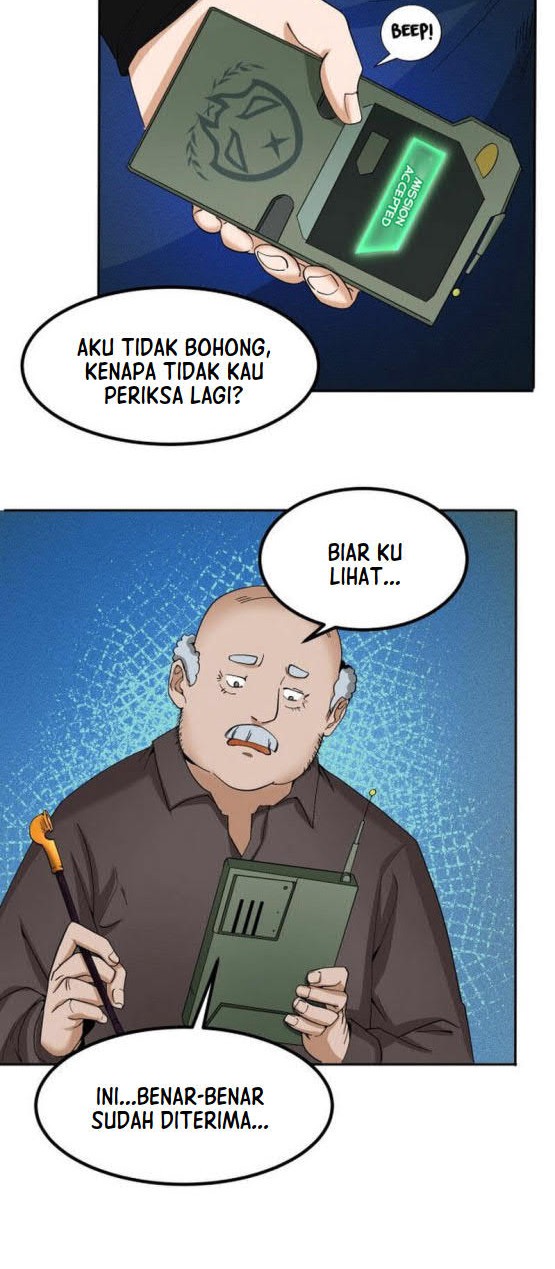 BEEP!
MISSION
ACCEPTED
AKU TIDAK BOHONG,
KENAPA TIDAK KAU
PERIKSA LAGI?
BIAR KU
LIHAT...
INI...BENAR-BENAR
SUDAH DITERIMA...